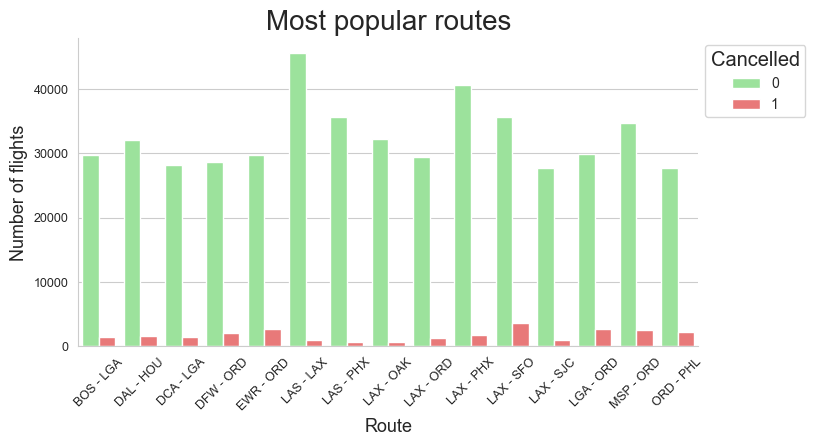 Most popular routes
Cancelled
0
1
Number of flights
40000
30000
20000
10000
0
BOS - LGA
DAL - HOU
DCA - LGA
DFW - ORD
EWR - ORD
LAS - LAX
LAS - PHX
LAX - OAK
LAX - ORD
LAX - PHX
LAX - SFO
LAX - SJC
LGA - ORD
MSP - ORD
ORD - PHL
Route